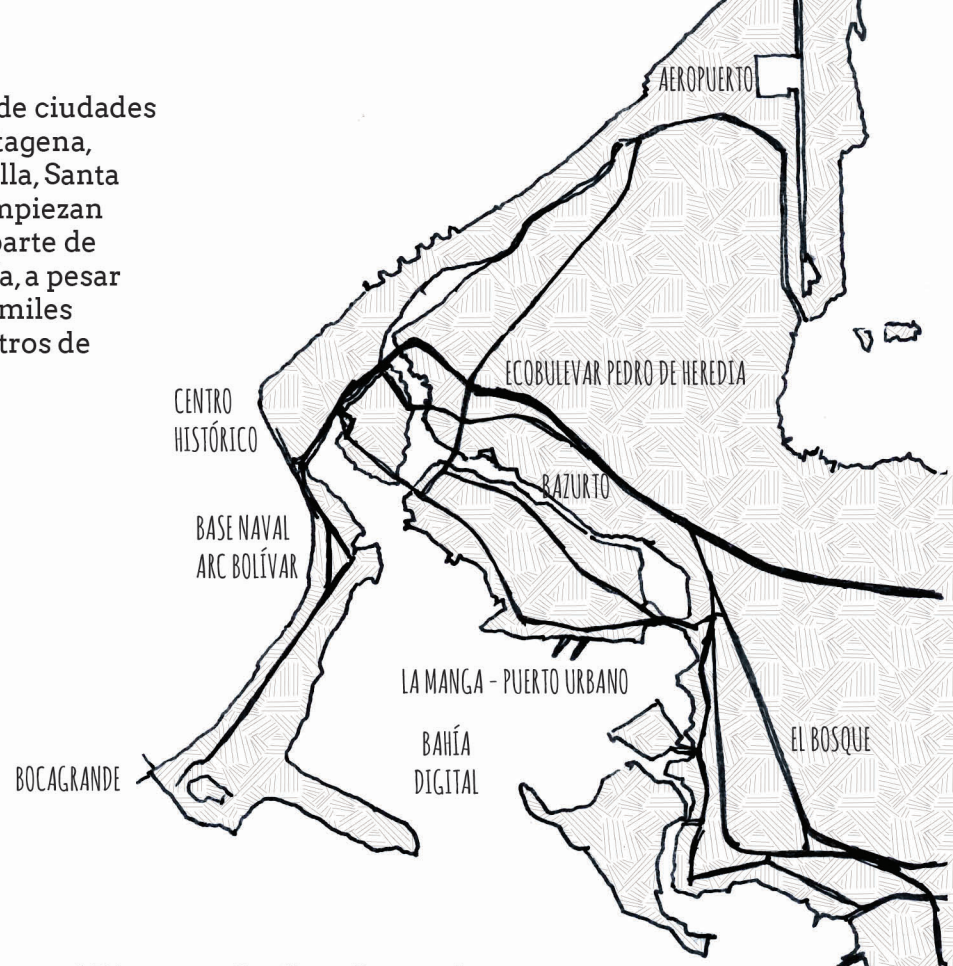 de ciudades
tagena,
lla, Santa
mpiezan
parte de
a, a pesar
miles
tros de
AEROPUERTO
ECOBULEVAR PEDRO DE HEREDIA
CENTRO
HISTÓRICO
BAZURTO
BASE NAVAL
ARC BOLÍVAR
LA MANGA - PUERTO URBANO
EL BOSQUE
BAHÍA
DIGITAL
BOCAGRANDE